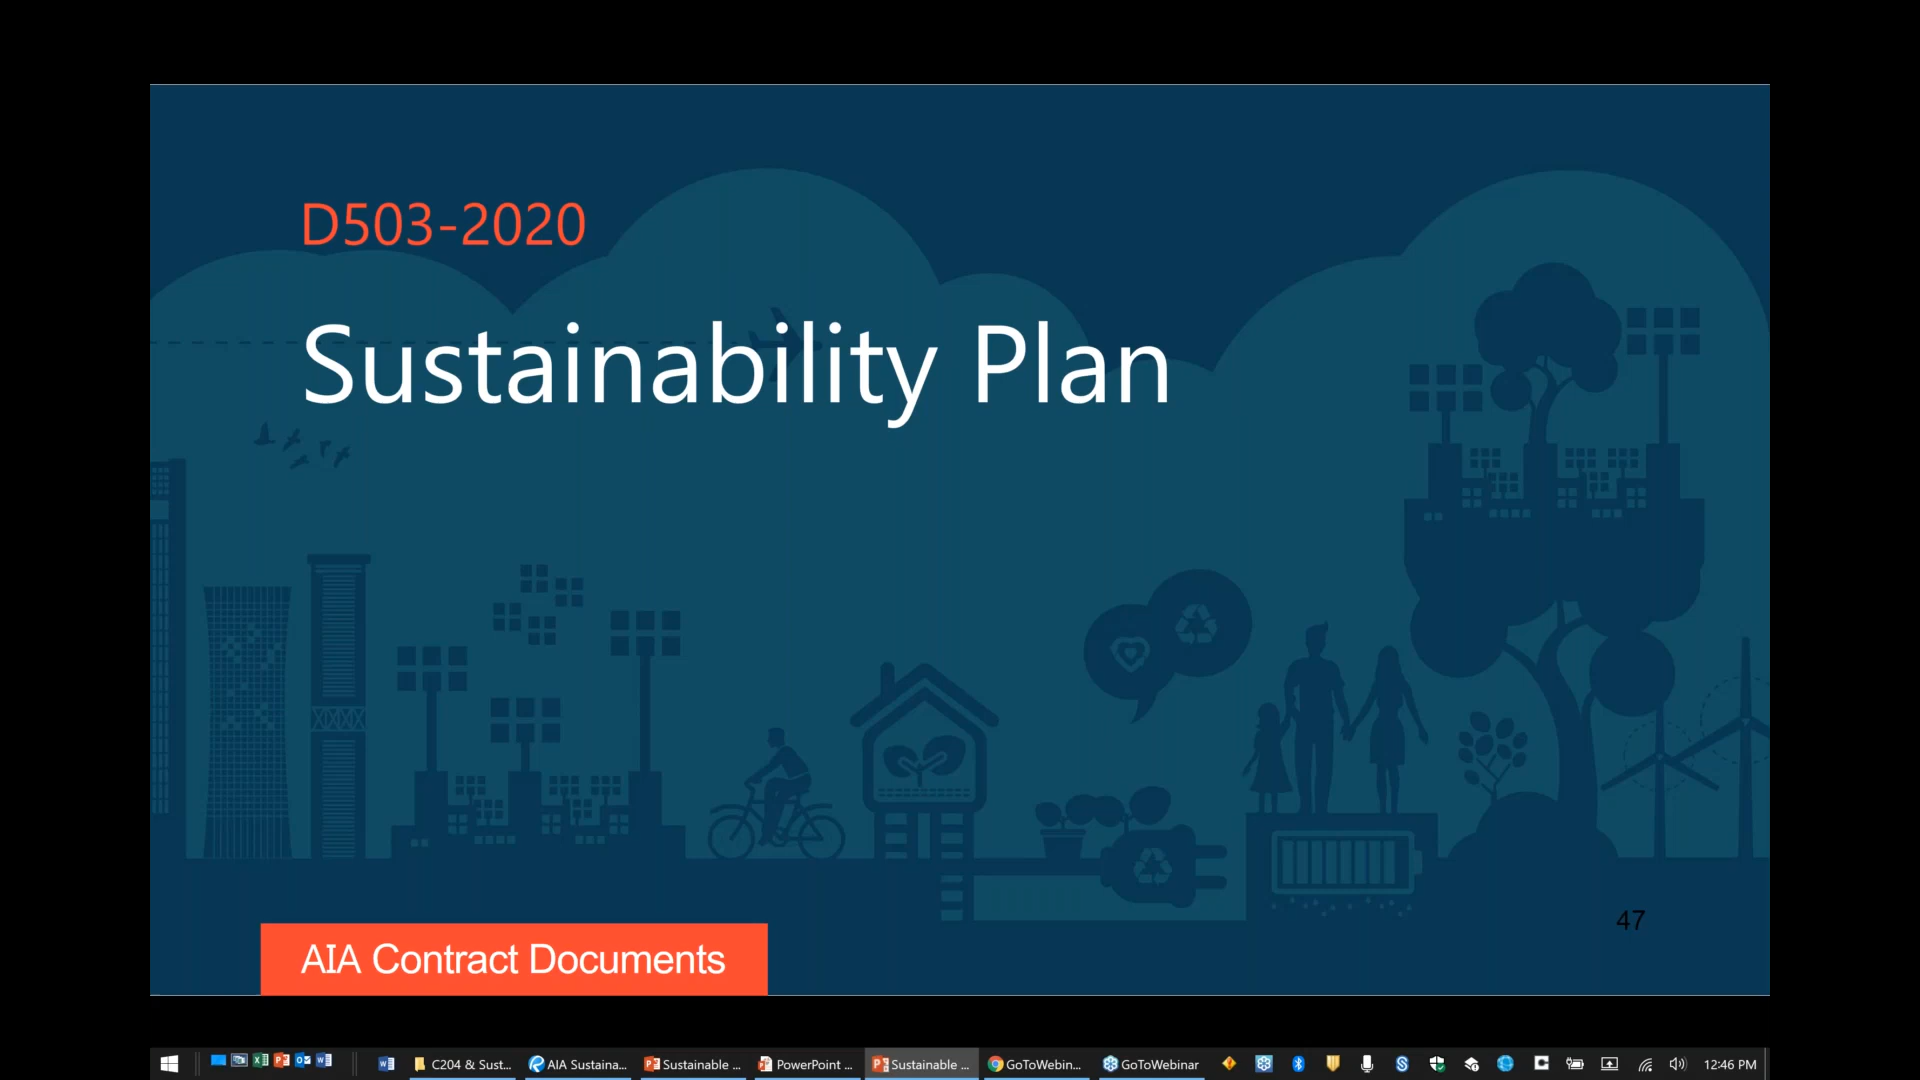 D503-2020
Sustainability Plan
47
AIA Contract Documents
C204 & Sust...
AIA Sustaina...
Sustainable ...
PowerPoint ...
Sustainable ...
GoToWebin...
GoToWebinar
12:46 PM